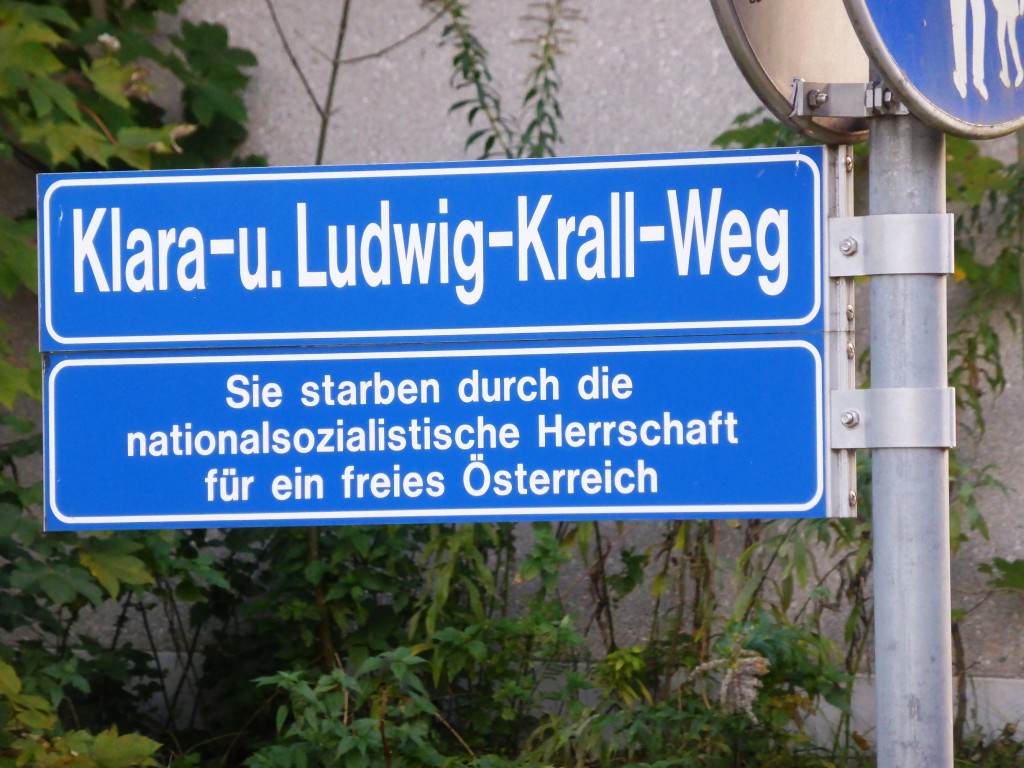 Klara-u. Ludwig-Krall-Weg
Sie starben durch die
nationalsozialistische Herrschaft
für ein freies Österreich